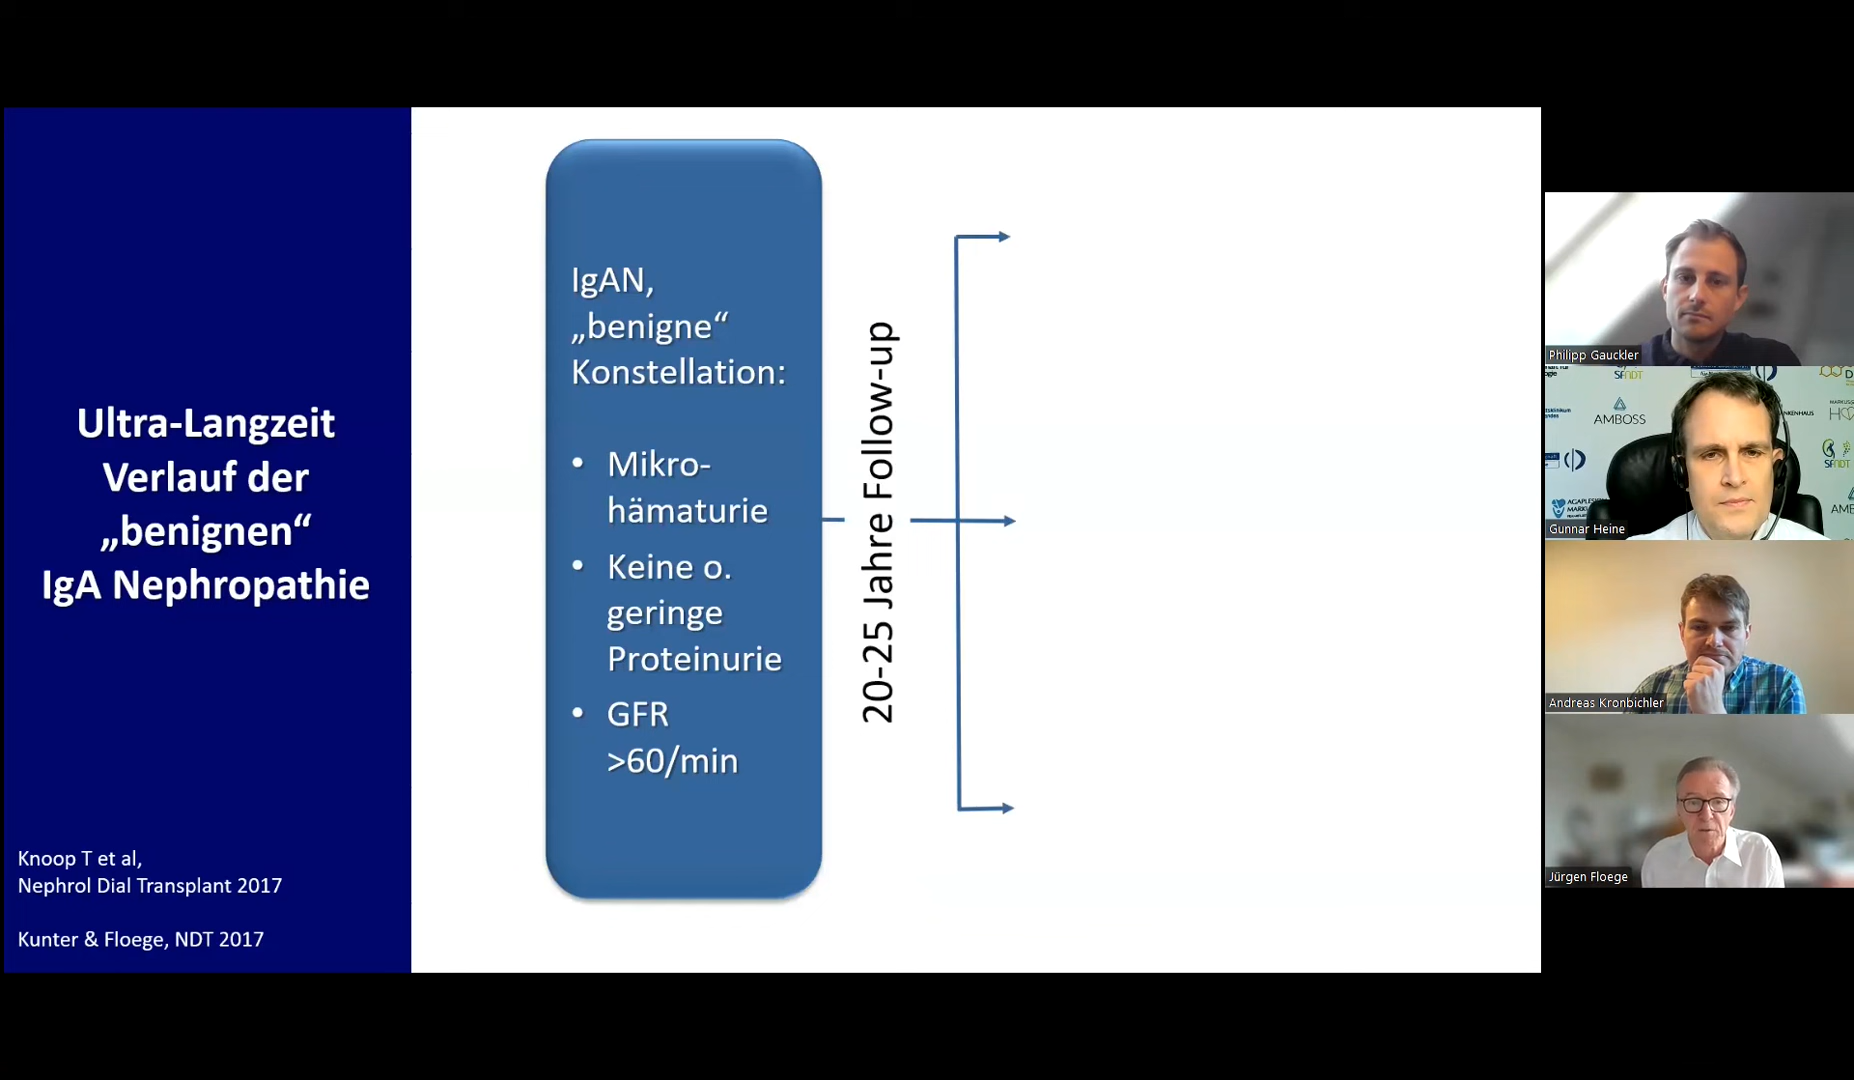 Ultra-Langzeit
Verlauf der
„benignen“
IgA Nephropathie
Knoop T et al,
Nephrol Dial Transplant 2017
Kunter & Floege, NDT 2017
IgAN,
„benigne“
Konstellation:
• Mikro-
hämaturie
• Keine o.
geringe
Proteinurie
• GFR
>60/min
20-25 Jahre Follow-up
Philipp Gauckler
AMBOSS
Gunnar Heine
Andreas Kronbichler
Jürgen Floege